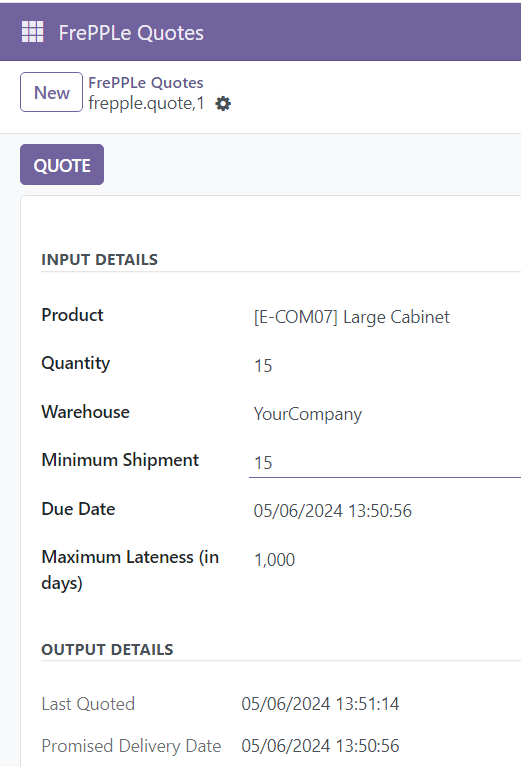 FrePPLe Quotes
New
FrePPLe Quotes
frepple.quote,1
QUOTE
INPUT DETAILS
Product [E-COM07] Large Cabinet
Quantity 15
Warehouse YourCompany
Minimum Shipment 15
Due Date 05/06/2024 13:50:56
Maximum Lateness (in 1,000
days)
OUTPUT DETAILS
Last Quoted 05/06/2024 13:51:14
Promised Delivery Date 05/06/2024 13:50:56